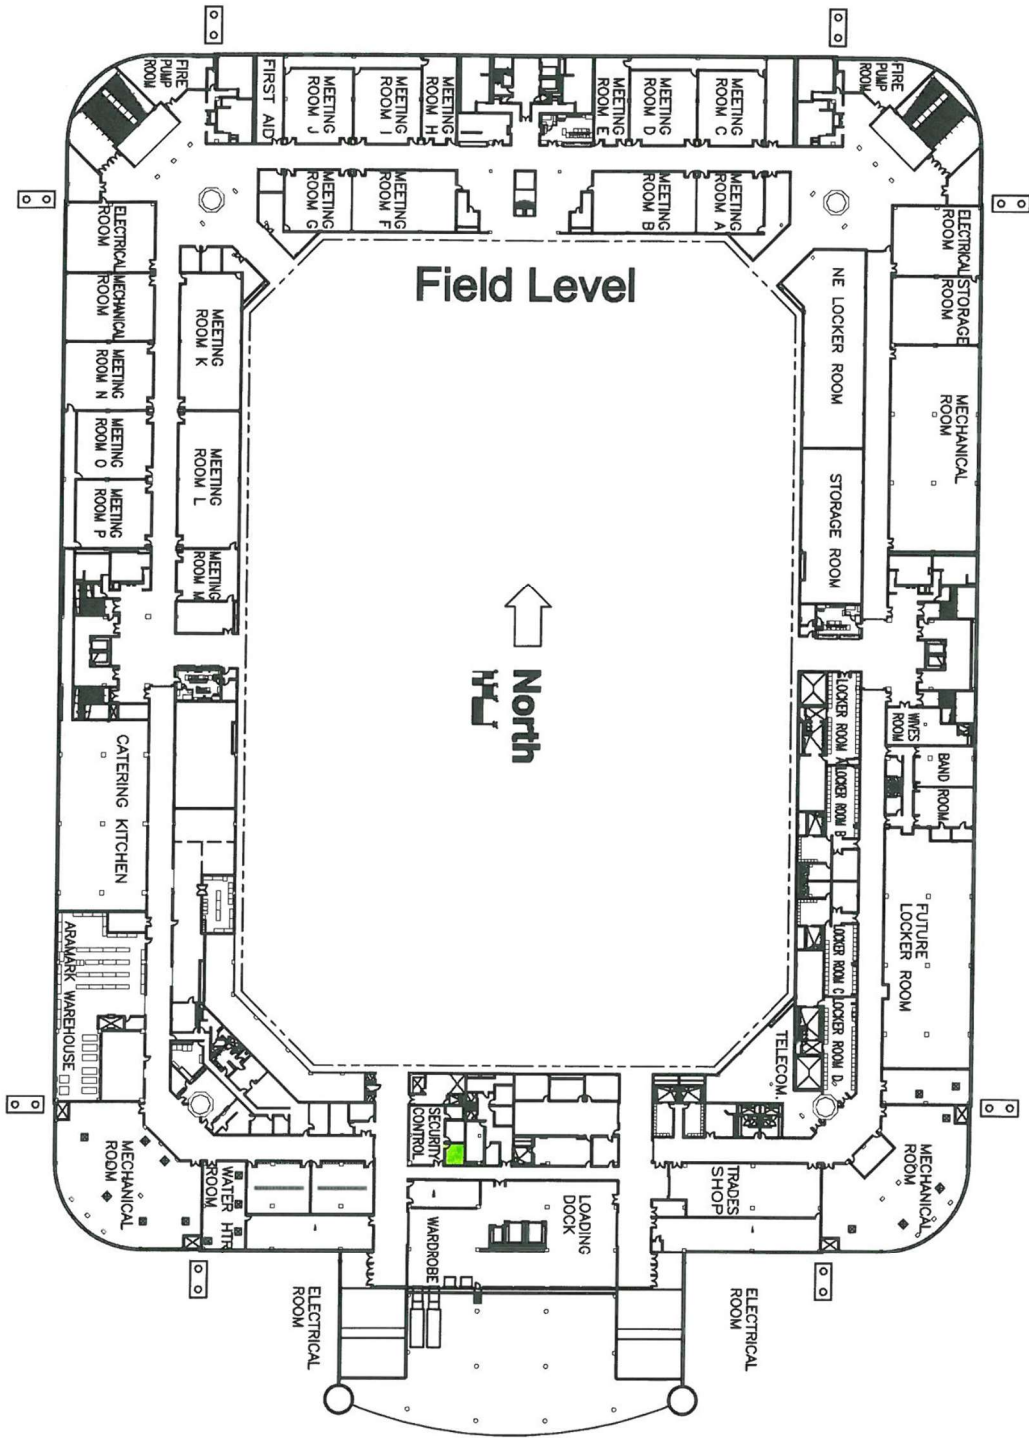 FIRE
PUMP
ROOM
FIRST AID
MEETING
ROOM J
MEETING
ROOM I
MEETING
ROOM H
MEETING
ROOM E
MEETING
ROOM D
MEETING
ROOM C
FIRE
PUMP
ROOM
MEETING
ROOM G
MEETING
ROOM F
MEETING
ROOM B
MEETING
ROOM A
ELECTRICAL
ROOM
ELECTRICAL
ROOM
Field Level
MECHANICAL
ROOM
MEETING
ROOM K
NE LOCKER ROOM
STORAGE
ROOM
MEETING
ROOM N
MECHANICAL
ROOM
MEETING
ROOM O
MEETING
ROOM L
STORAGE ROOM
MEETING
ROOM P
MEETING
ROOM M
North
LOCKER ROOM A
WIVES
ROOM
CATERING KITCHEN
LOCKER ROOM B
BAND ROOM
ARAMARK WAREHOUSE
LOCKER ROOM C
FUTURE
LOCKER ROOM
LOCKER ROOM D
TELECOM.
SECURITY
CONTROL
MECHANICAL
ROOM
WATER HTR
ROOM
TRADES
SHOP
MECHANICAL
ROOM
WARDROBE
LOADING
DOCK
ELECTRICAL
ROOM
ELECTRICAL
ROOM